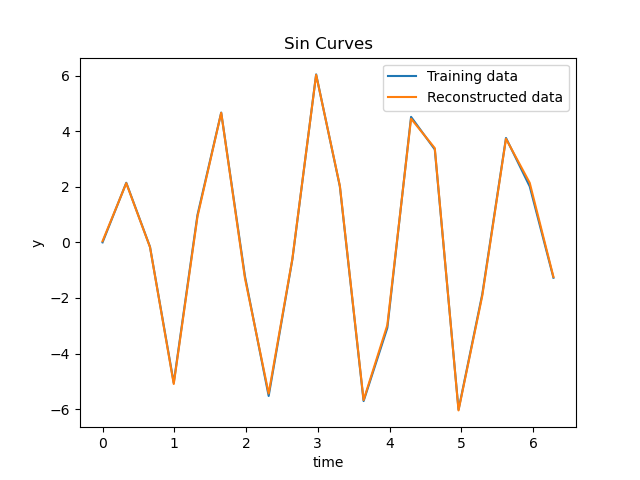 Sin Curves
Training data
Reconstructed data
6
4
2
0
−2
−4
−6
y
0 1 2 3 4 5 6
time